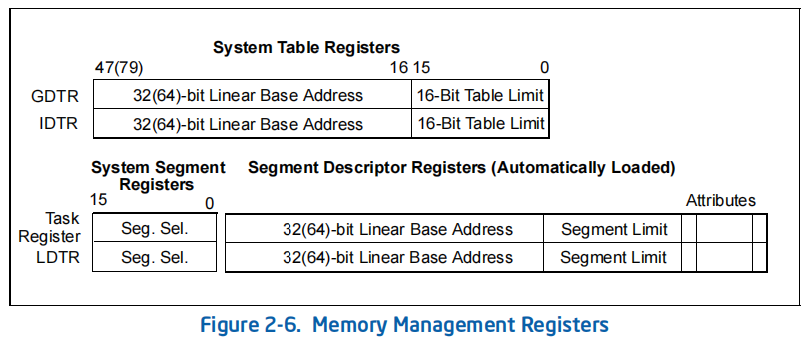 System Table Registers
47(79) 16 15 0
GDTR 32(64)-bit Linear Base Address 16-Bit Table Limit
IDTR 32(64)-bit Linear Base Address 16-Bit Table Limit
System Segment Registers Segment Descriptor Registers (Automatically Loaded)
15 0 Attributes
Task Register Seg. Sel. 32(64)-bit Linear Base Address Segment Limit
LDTR Seg. Sel. 32(64)-bit Linear Base Address Segment Limit
Figure 2-6. Memory Management Registers